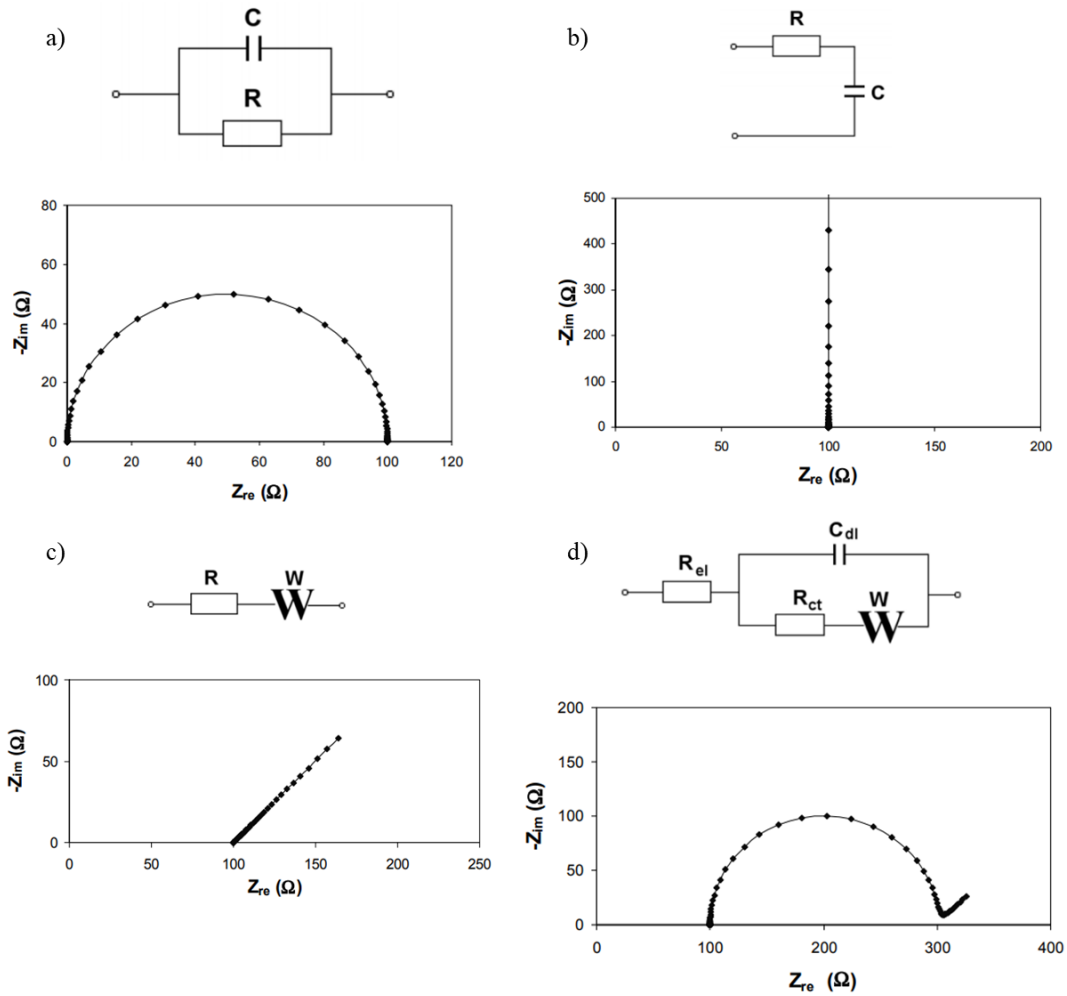 a)
C
R
80
60
40
20
0
-Zim (Ω)
0 20 40 60 80 100 120
Zre (Ω)
b)
R
C
500
400
300
200
100
0
-Zim (Ω)
0 50 100 150 200
Zre (Ω)
c)
R W
W
100
50
0
-Zim (Ω)
0 50 100 150 200 250
Zre (Ω)
d)
Cdl
Rel
Rct W
W
200
150
100
50
0
-Zim (Ω)
0 100 200 300 400
Zre (Ω)